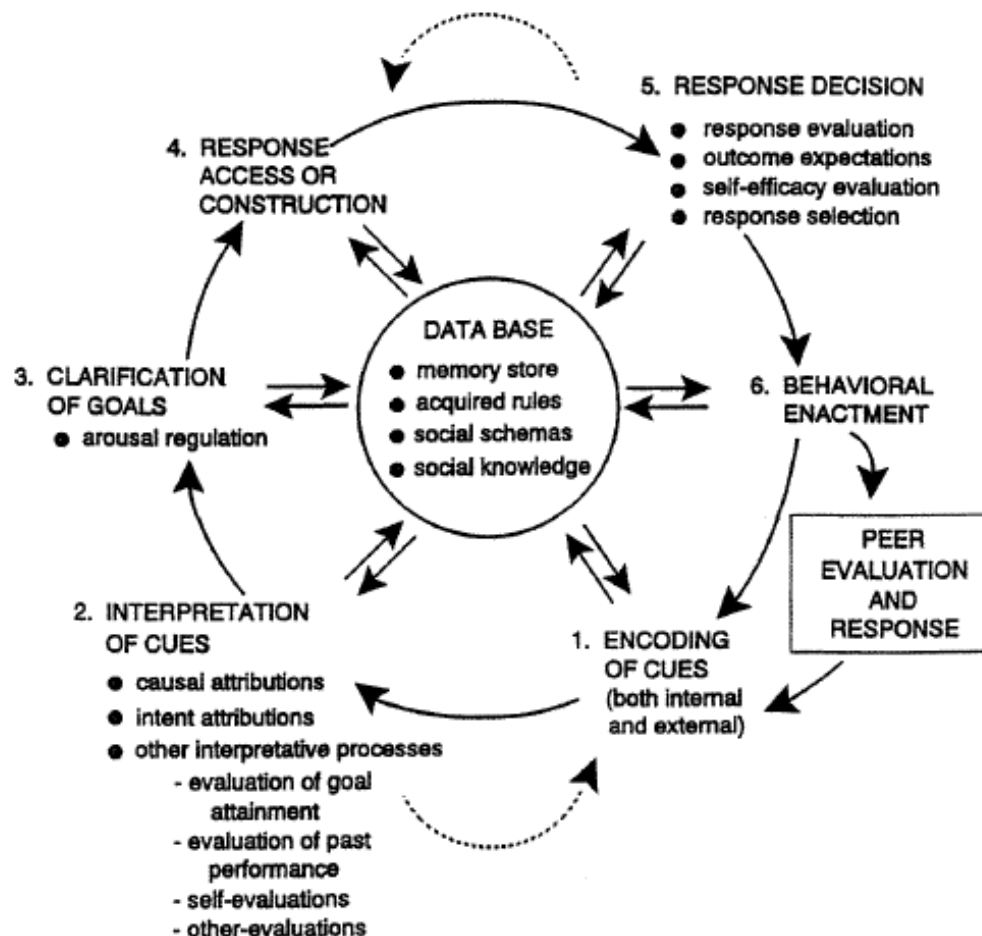 5. RESPONSE DECISION
● response evaluation
● outcome expectations
● self-efficacy evaluation
● response selection
4. RESPONSE
ACCESS OR
CONSTRUCTION
DATA BASE
● memory store
● acquired rules
● social schemas
● social knowledge
3. CLARIFICATION
OF GOALS
● arousal regulation
6. BEHAVIORAL
ENACTMENT
PEER
EVALUATION
AND
RESPONSE
2. INTERPRETATION
OF CUES
● causal attributions
● intent attributions
● other interpretative processes
- evaluation of goal
attainment
- evaluation of past
performance
- self-evaluations
- other-evaluations
1. ENCODING
OF CUES
(both internal
and external)